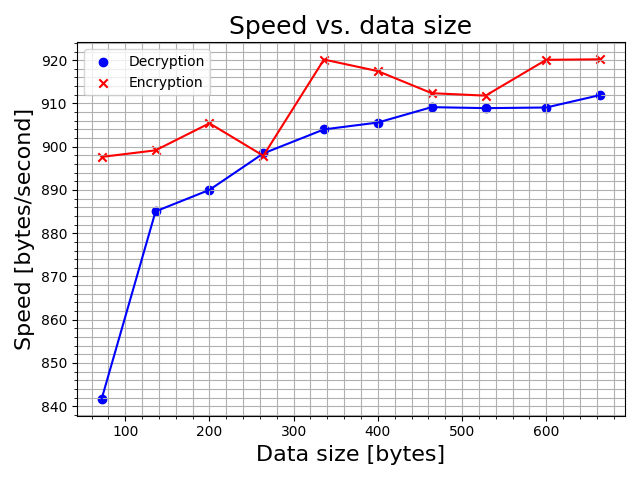 Speed vs. data size
Decryption
Encryption
920
910
900
890
880
870
860
850
840
Speed [bytes/second]
100 200 300 400 500 600
Data size [bytes]